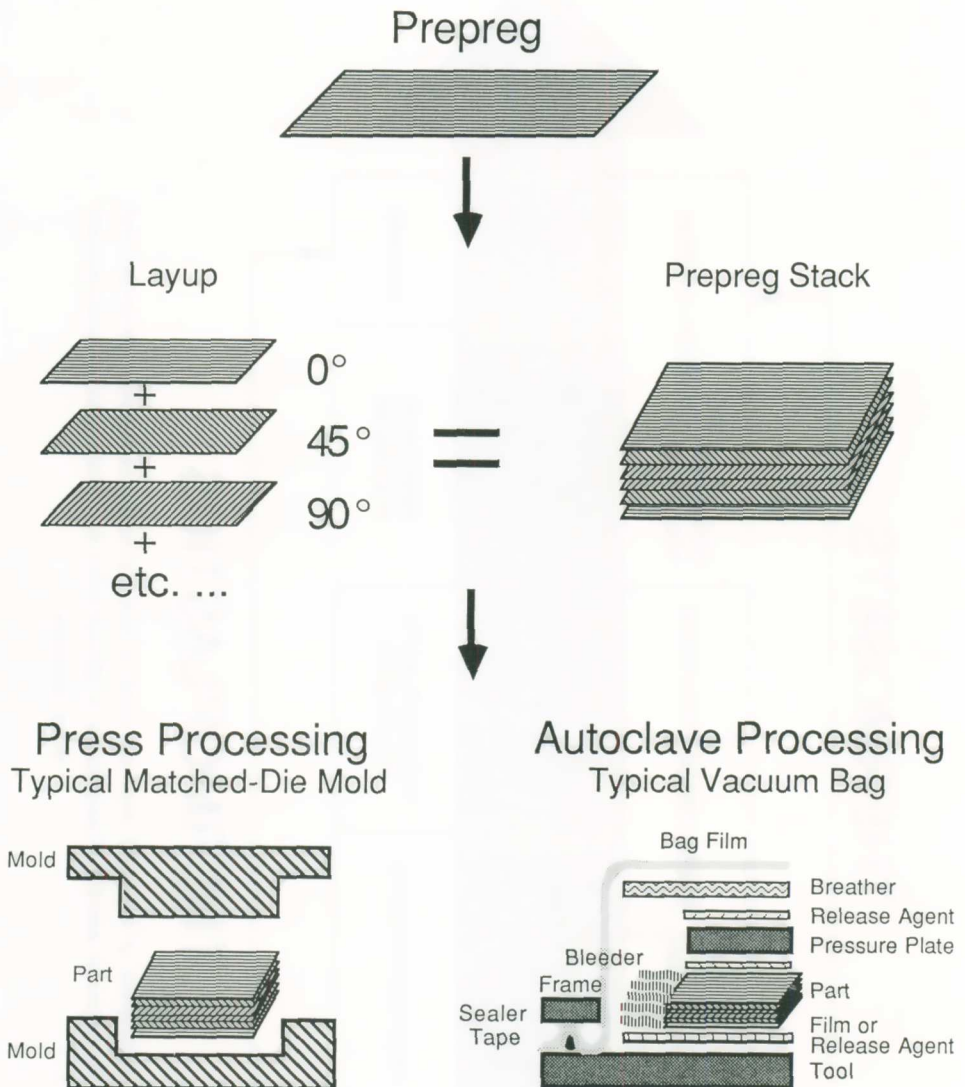 Prepreg
Layup
Prepreg Stack
0°
+
45°
+
90°
+
etc. ...
=
Press Processing
Typical Matched-Die Mold
Mold
Part
Mold
Autoclave Processing
Typical Vacuum Bag
Bag Film
Breather
Release Agent
Pressure Plate
Bleeder
Frame
Part
Sealer
Tape
Film or
Release Agent
Tool